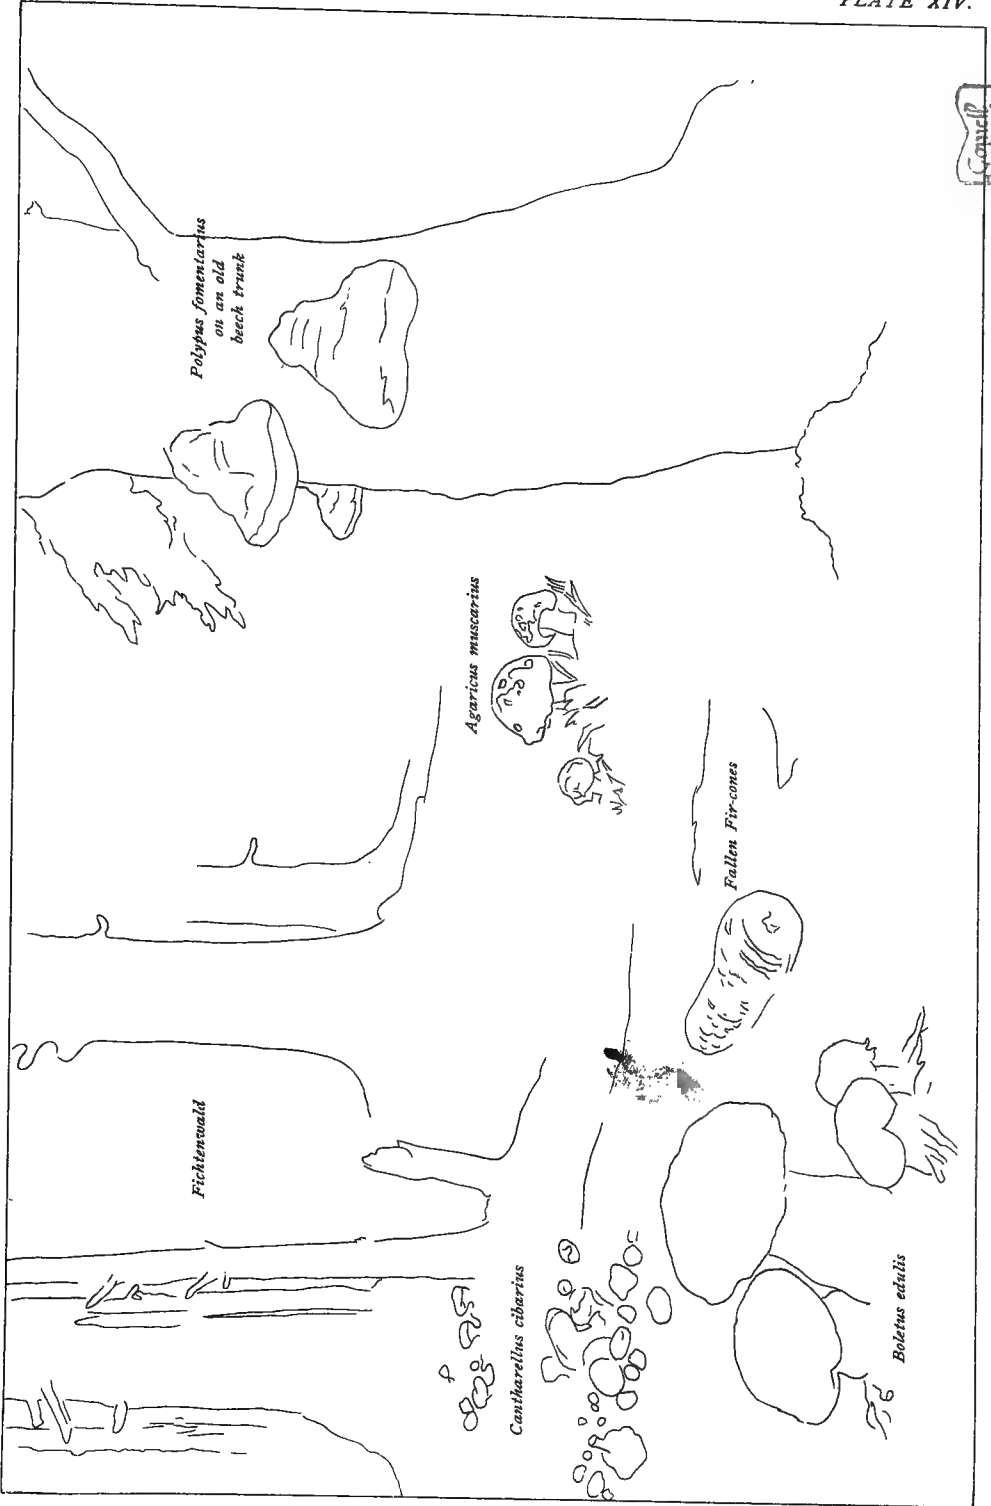 PLATE XIV.
Cornell
Polypus fomentarius
on an old
beech trunk
Agaricus muscarius
Fallen Fir-cones
Fichtenwald
Cantharellus cibarius
Boletus edulis